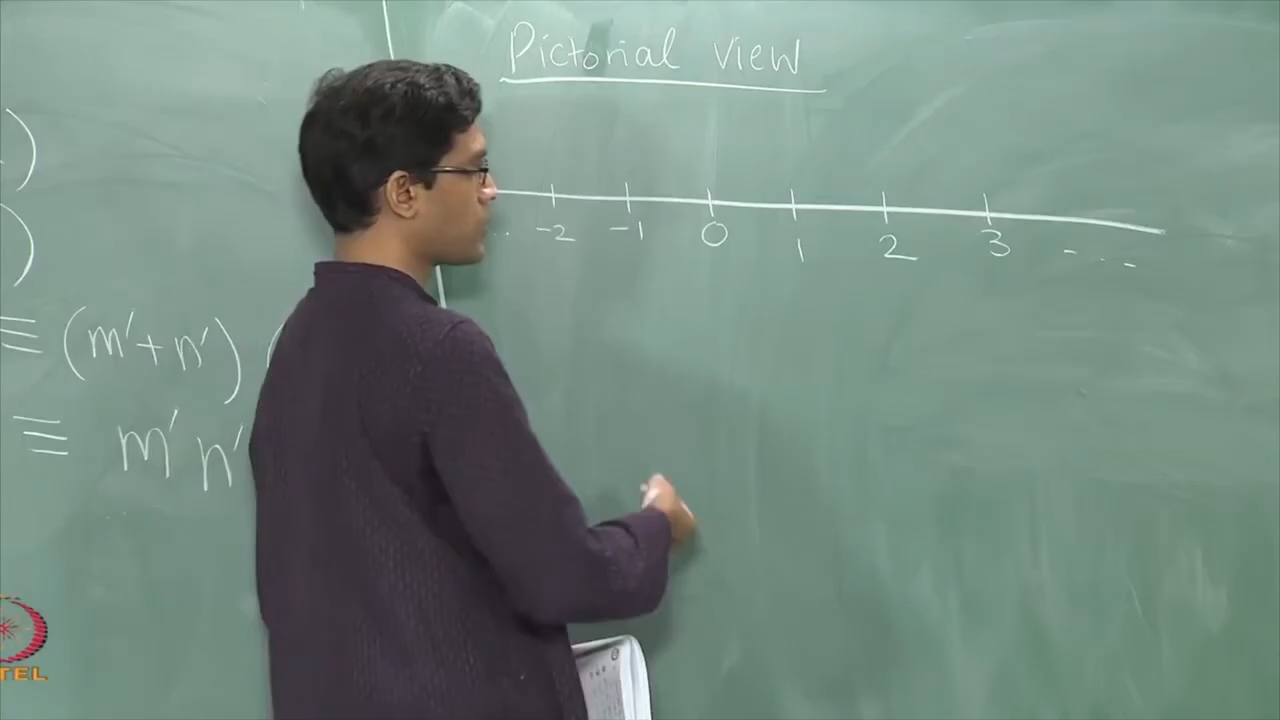 Pictorial view
.. -2 -1 0 1 2 3 - .. -
)
)
≡ (m′ + n′) (
≡ m′ n′
TEL